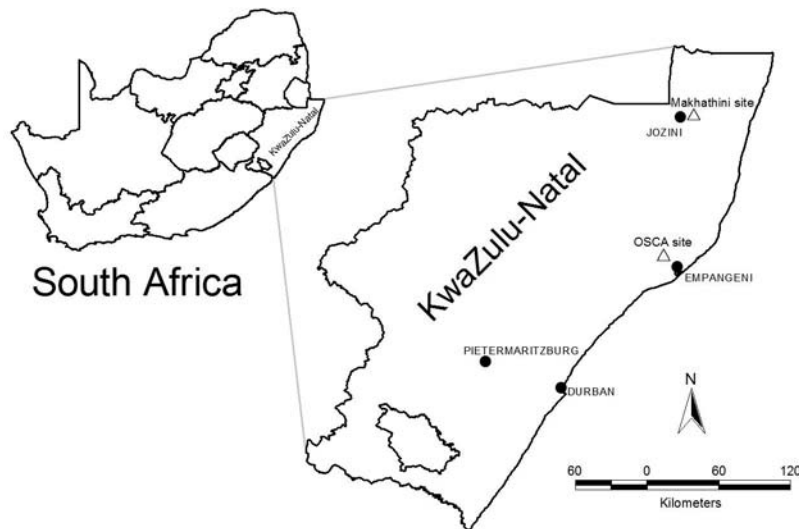 KwaZulu-Natal
South Africa
Makhathini site
JOZINI
KwaZulu-Natal
OSCA site
EMPANGENI
PIETERMARITZBURG
DURBAN
N
60 0 60 120
Kilometers